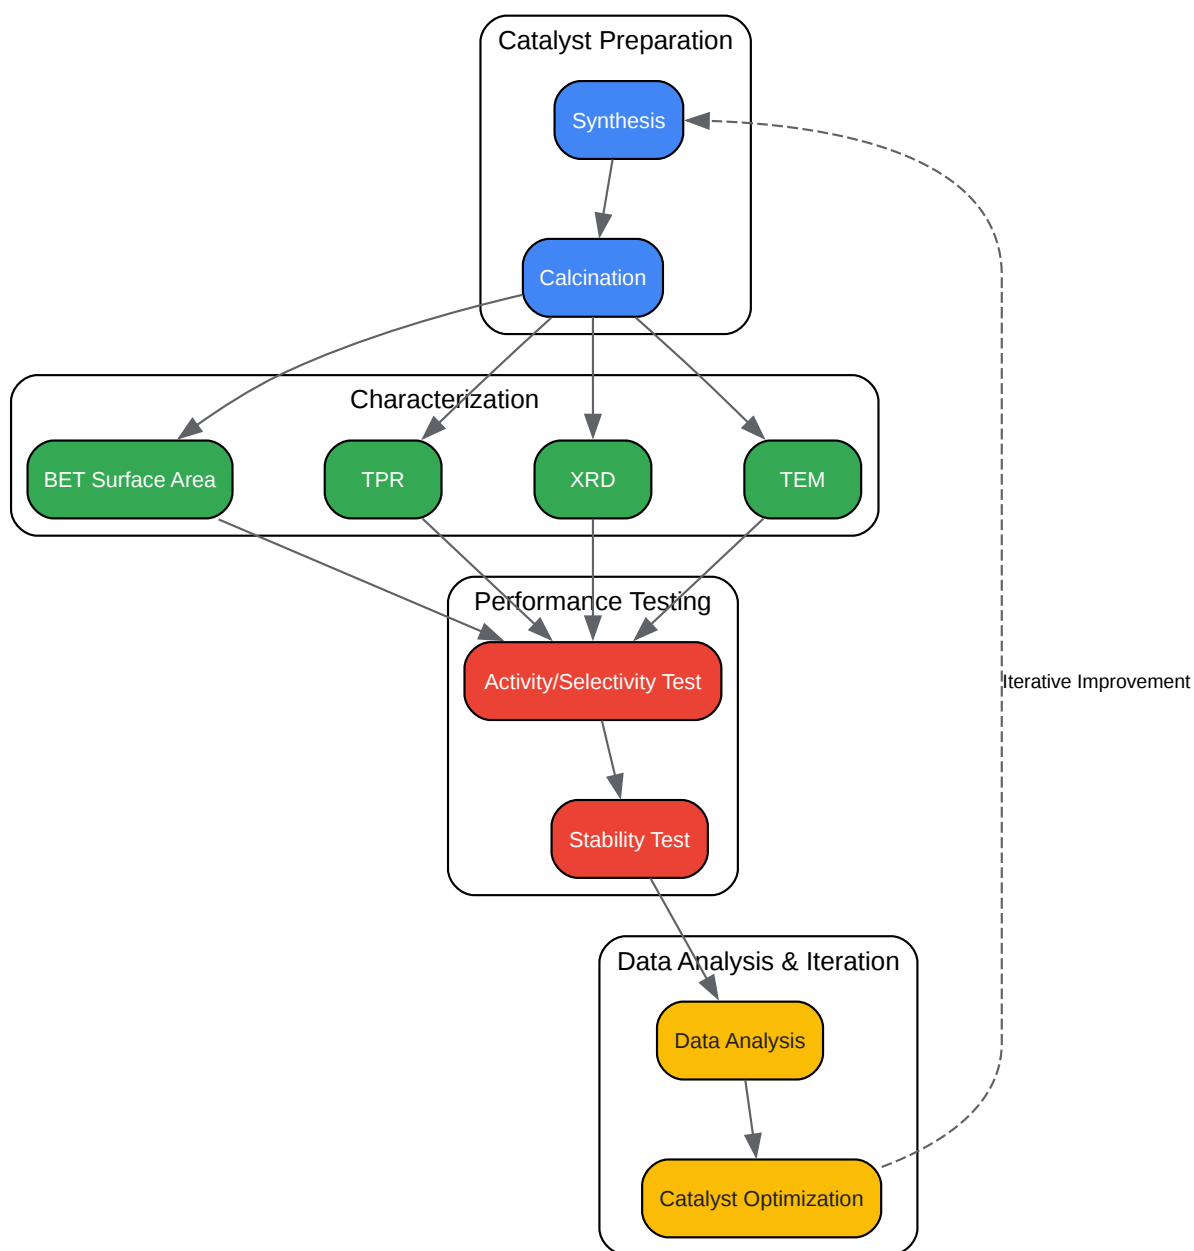 Catalyst Preparation
Synthesis
Calcination
Characterization
BET Surface Area
TPR
XRD
TEM
Performance Testing
Activity/Selectivity Test
Iterative Improvement
Stability Test
Data Analysis & Iteration
Data Analysis
Catalyst Optimization